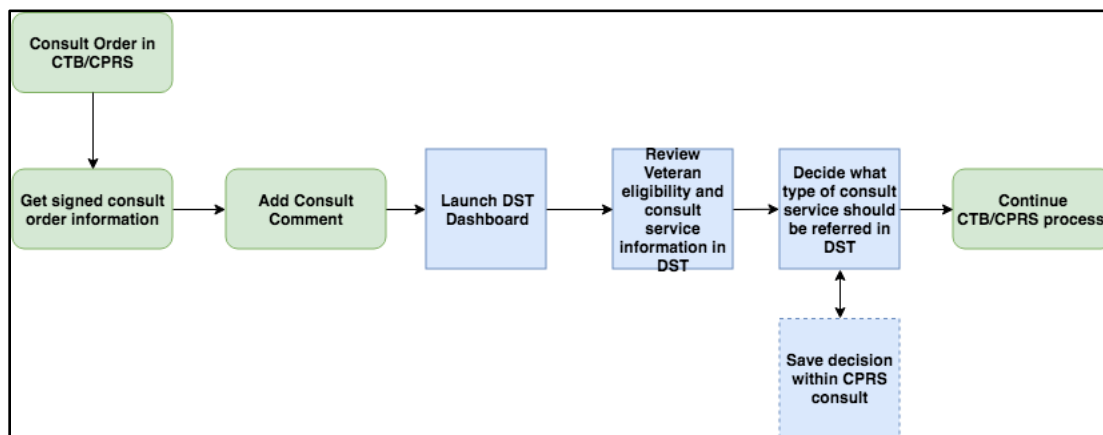 Consult Order in
CTB/CPRS
Get signed consult
order information
Add Consult
Comment
Launch DST
Dashboard
Review
Veteran
eligibility and
consult
service
information in
DST
Decide what
type of consult
service should
be referred in
DST
Continue
CTB/CPRS process
Save decision
within CPRS
consult